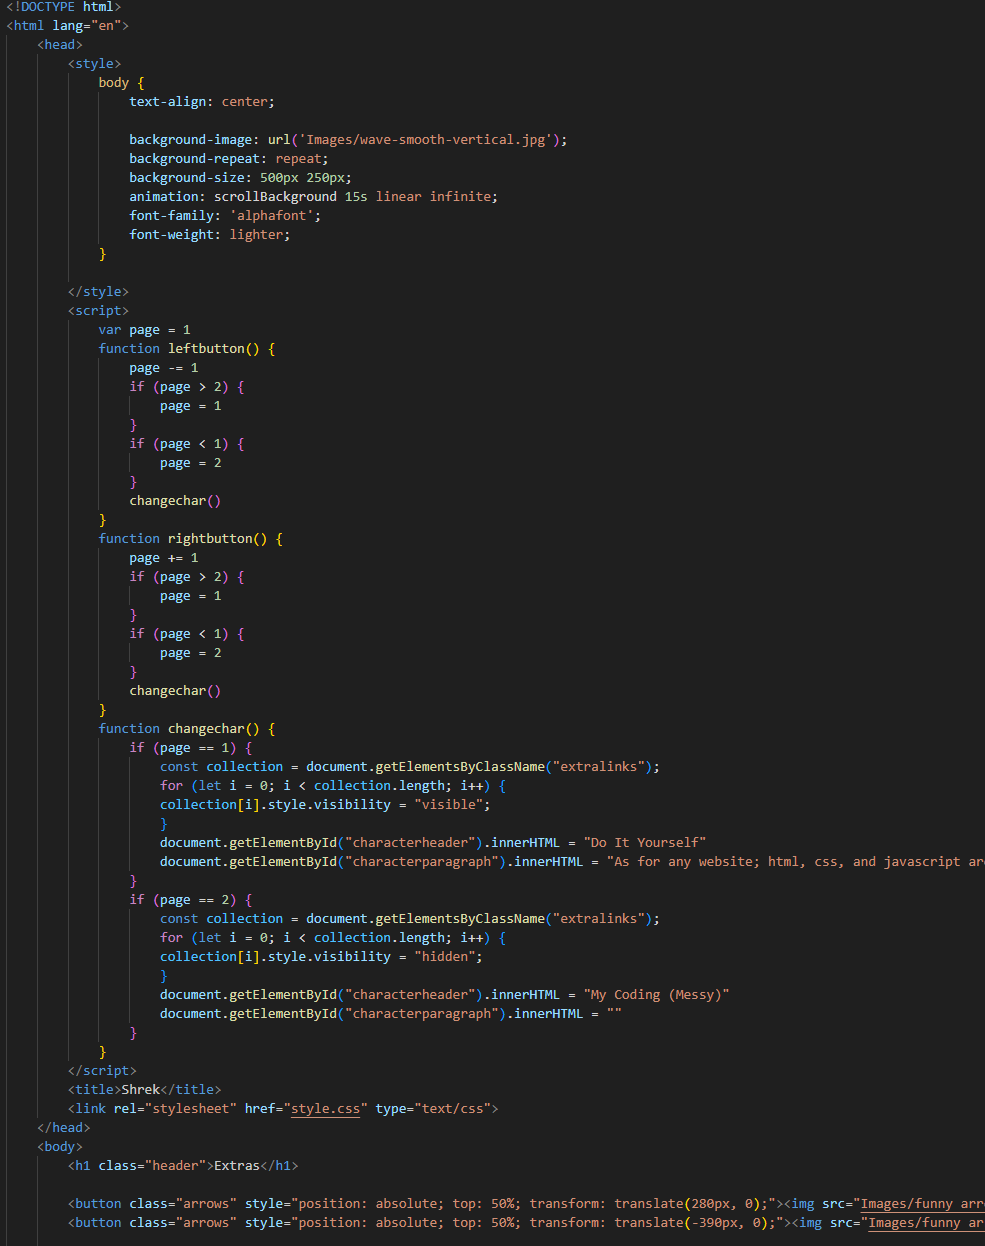 <!DOCTYPE html>
<html lang="en">
<head>
<style>
body {
text-align: center;
background-image: url('Images/wave-smooth-vertical.jpg');
background-repeat: repeat;
background-size: 500px 250px;
animation: scrollBackground 15s linear infinite;
font-family: 'alphafont';
font-weight: lighter;
}
</style>
<script>
var page = 1
function leftbutton() {
page -= 1
if (page > 2) {
page = 1
}
if (page < 1) {
page = 2
}
changechar()
}
function rightbutton() {
page += 1
if (page > 2) {
page = 1
}
if (page < 1) {
page = 2
}
changechar()
}
function changechar() {
if (page == 1) {
const collection = document.getElementsByClassName("extralinks");
for (let i = 0; i < collection.length; i++) {
collection[i].style.visibility = "visible";
}
document.getElementById("characterheader").innerHTML = "Do It Yourself"
document.getElementById("characterparagraph").innerHTML = "As for any website; html, css, and javascript ar
}
if (page == 2) {
const collection = document.getElementsByClassName("extralinks");
for (let i = 0; i < collection.length; i++) {
collection[i].style.visibility = "hidden";
}
document.getElementById("characterheader").innerHTML = "My Coding (Messy)"
document.getElementById("characterparagraph").innerHTML = ""
}
}
</script>
<title>Shrek</title>
<link rel="stylesheet" href="style.css" type="text/css">
</head>
<body>
<h1 class="header">Extras</h1>
<button class="arrows" style="position: absolute; top: 50%; transform: translate(280px, 0);"><img src="Images/funny arr
<button class="arrows" style="position: absolute; top: 50%; transform: translate(-390px, 0);"><img src="Images/funny ar